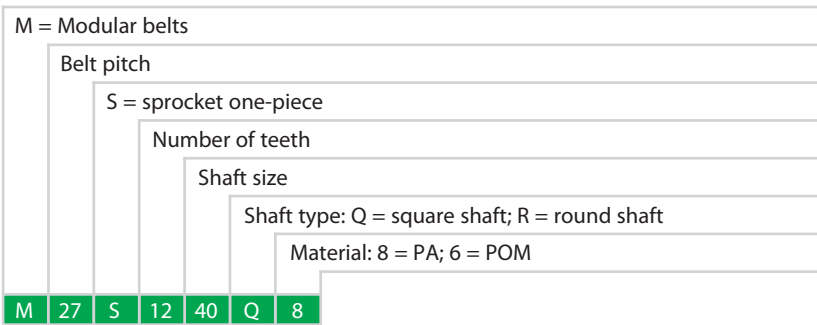 M = Modular belts
Belt pitch
S = sprocket one-piece
Number of teeth
Shaft size
Shaft type: Q = square shaft; R = round shaft
Material: 8 = PA; 6 = POM
M 27 S 12 40 Q 8